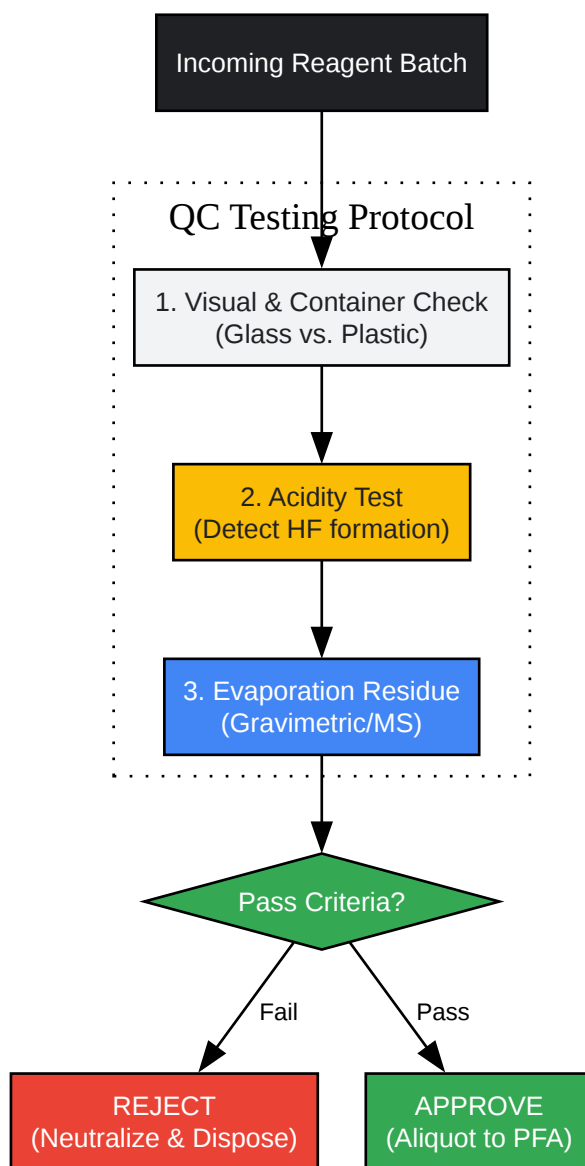 Incoming Reagent Batch
QC Testing Protocol
1. Visual & Container Check
(Glass vs. Plastic)
2. Acidity Test
(Detect HF formation)
3. Evaporation Residue
(Gravimetric/MS)
Pass Criteria?
Fail
Pass
REJECT
(Neutralize & Dispose)
APPROVE
(Aliquot to PFA)